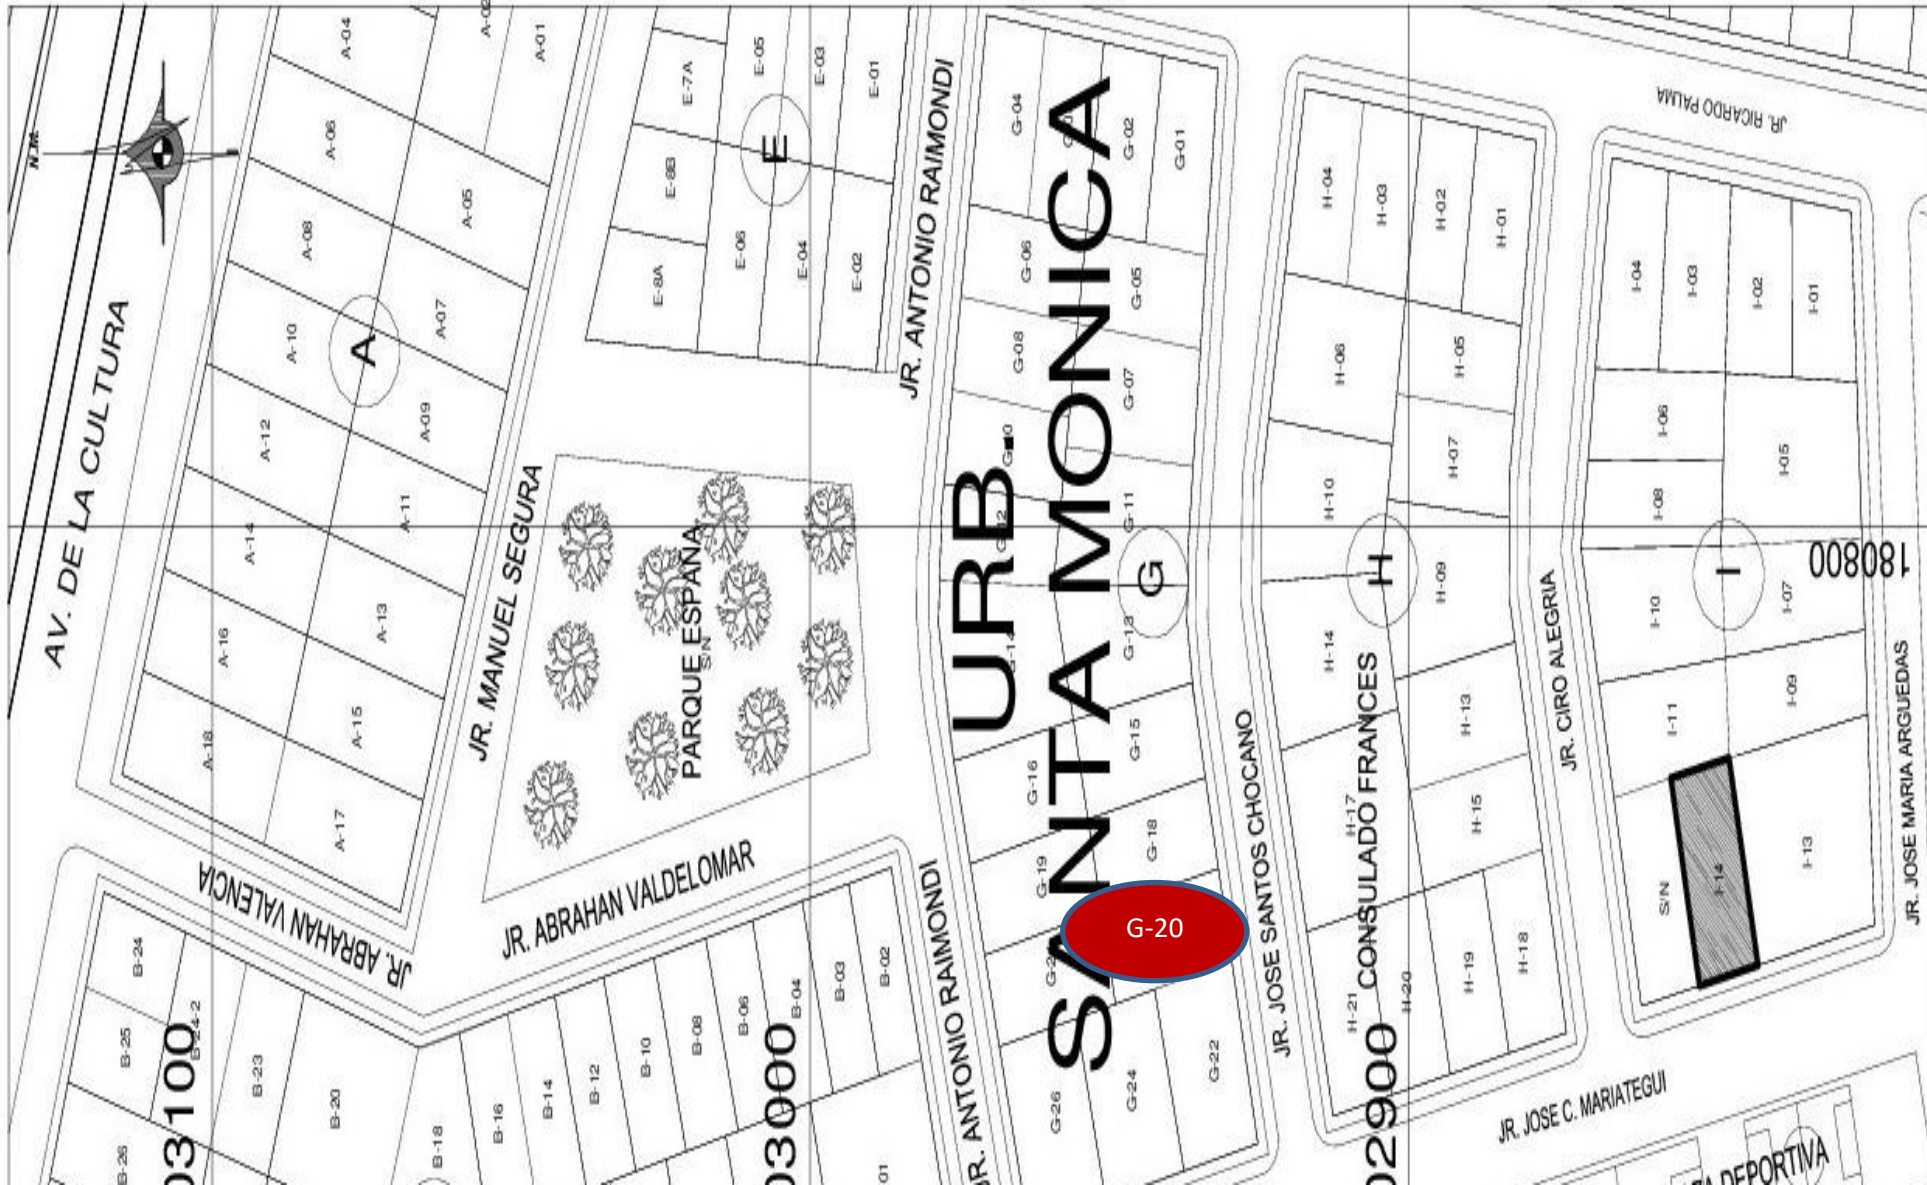 N.M.
AV. DE LA CULTURA
A-04
A-02
A-01
A-06
A-05
A-08
A-07
A-10
A
A-09
A-12
A-11
A-14
A-13
A-16
A-15
A-18
A-17
JR. MANUEL SEGURA
E-7A
E-05
E-03
E-01
E
E-8B
E-8A
E-06
E-04
E-02
JR. ANTONIO RAIMONDI
PARQUE ESPAÑA
S/N
JR. ABRAHAN VALENCIA
JR. ABRAHAN VALDELOMAR
B-24
B-25
B-24-2
B-26
B-23
B-20
B-18
B-16
B-14
B-12
B-10
B-08
B-06
B-04
B-03
B-02
01
03100
03000
02900
180800
JR. ANTONIO RAIMONDI
URB.
SANTA MONICA
G-04
G-02
G-01
G-06
G-05
G-08
G-07
G-11
G
G-13
G-14
G-15
G-16
G-18
G-19
G-20
G-22
G-24
G-26
JR. JOSE SANTOS CHOCANO
H-04
H-03
H-02
H-01
H-06
H-05
H-07
H-10
H
H-09
H-14
H-13
H-17
H-15
H-21
H-20
H-19
H-18
CONSULADO FRANCES
JR. CIRO ALEGRIA
JR. RICARDO PALMA
I-04
I-03
I-02
I-01
I-06
I-05
I-08
I
I-10
I-07
I-11
I-09
S/N
I-14
I-13
JR. JOSE MARIA ARGUEDAS
JR. JOSE C. MARIATEGUI
DEPORTIVA